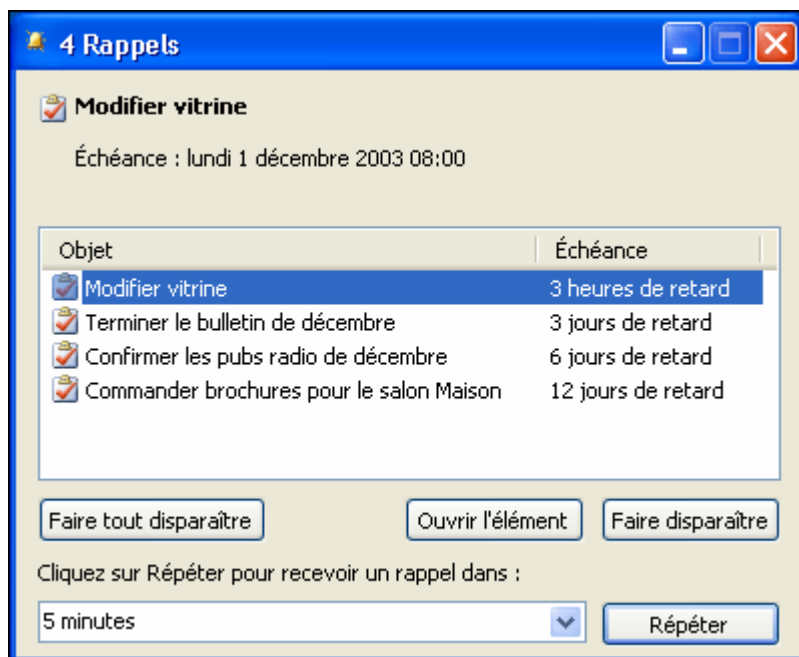 4 Rappels
Modifier vitrine
Échéance : lundi 1 décembre 2003 08:00
Objet Échéance
Modifier vitrine 3 heures de retard
Terminer le bulletin de décembre 3 jours de retard
Confirmer les pubs radio de décembre 6 jours de retard
Commander brochures pour le salon Maison 12 jours de retard
Faire tout disparaître Ouvrir l'élément Faire disparaître
Cliquez sur Répéter pour recevoir un rappel dans :
5 minutes Répéter